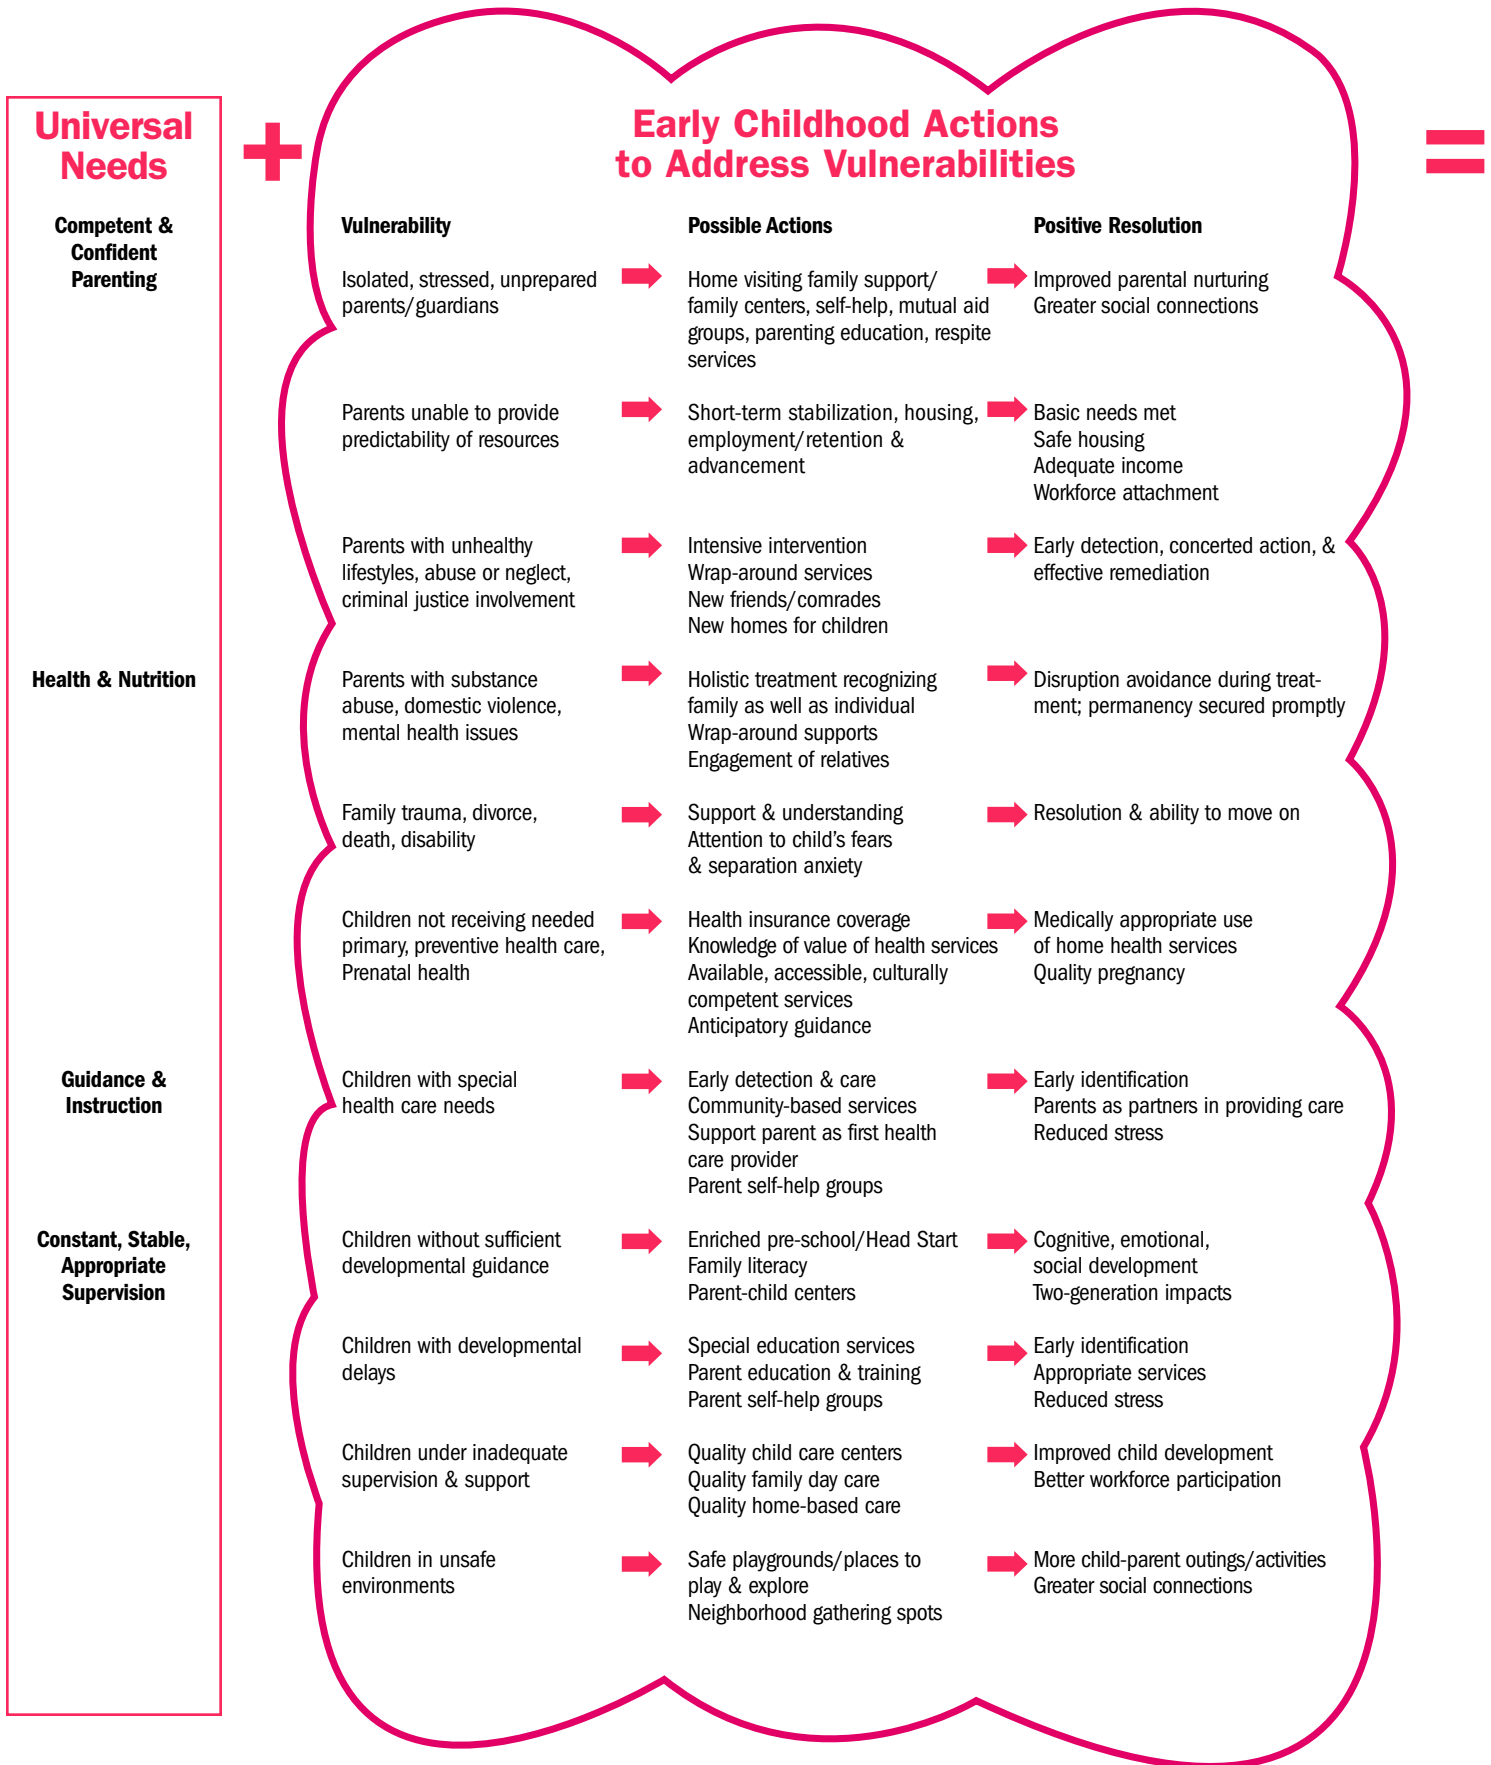 Universal
Needs
Competent &
Confident
Parenting
Health & Nutrition
Guidance &
Instruction
Constant, Stable,
Appropriate
Supervision
+
Early Childhood Actions
to Address Vulnerabilities
=
Vulnerability
Possible Actions
Positive Resolution
Isolated, stressed, unprepared
parents/guardians
Home visiting family support/
family centers, self-help, mutual aid
groups, parenting education, respite
services
Improved parental nurturing
Greater social connections
Parents unable to provide
predictability of resources
Short-term stabilization, housing,
employment/retention &
advancement
Basic needs met
Safe housing
Adequate income
Workforce attachment
Parents with unhealthy
lifestyles, abuse or neglect,
criminal justice involvement
Intensive intervention
Wrap-around services
New friends/comrades
New homes for children
Early detection, concerted action, &
effective remediation
Parents with substance
abuse, domestic violence,
mental health issues
Holistic treatment recognizing
family as well as individual
Wrap-around supports
Engagement of relatives
Disruption avoidance during treat-
ment; permanency secured promptly
Family trauma, divorce,
death, disability
Support & understanding
Attention to child’s fears
& separation anxiety
Resolution & ability to move on
Children not receiving needed
primary, preventive health care,
Prenatal health
Health insurance coverage
Knowledge of value of health services
Available, accessible, culturally
competent services
Anticipatory guidance
Medically appropriate use
of home health services
Quality pregnancy
Children with special
health care needs
Early detection & care
Community-based services
Support parent as first health
care provider
Parent self-help groups
Early identification
Parents as partners in providing care
Reduced stress
Children without sufficient
developmental guidance
Enriched pre-school/Head Start
Family literacy
Parent-child centers
Cognitive, emotional,
social development
Two-generation impacts
Children with developmental
delays
Special education services
Parent education & training
Parent self-help groups
Early identification
Appropriate services
Reduced stress
Children under inadequate
supervision & support
Quality child care centers
Quality family day care
Quality home-based care
Improved child development
Better workforce participation
Children in unsafe
environments
Safe playgrounds/places to
play & explore
Neighborhood gathering spots
More child-parent outings/activities
Greater social connections